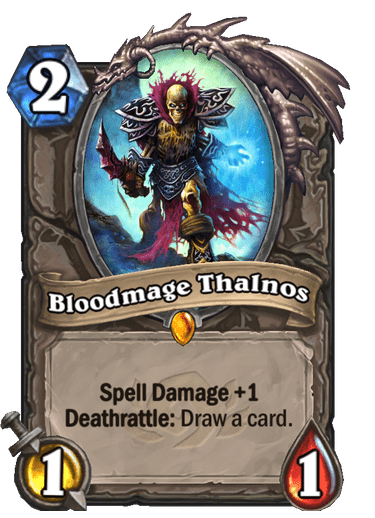 2
Bloodmage Thalnos
Spell Damage +1
Deathrattle: Draw a card.
1 1